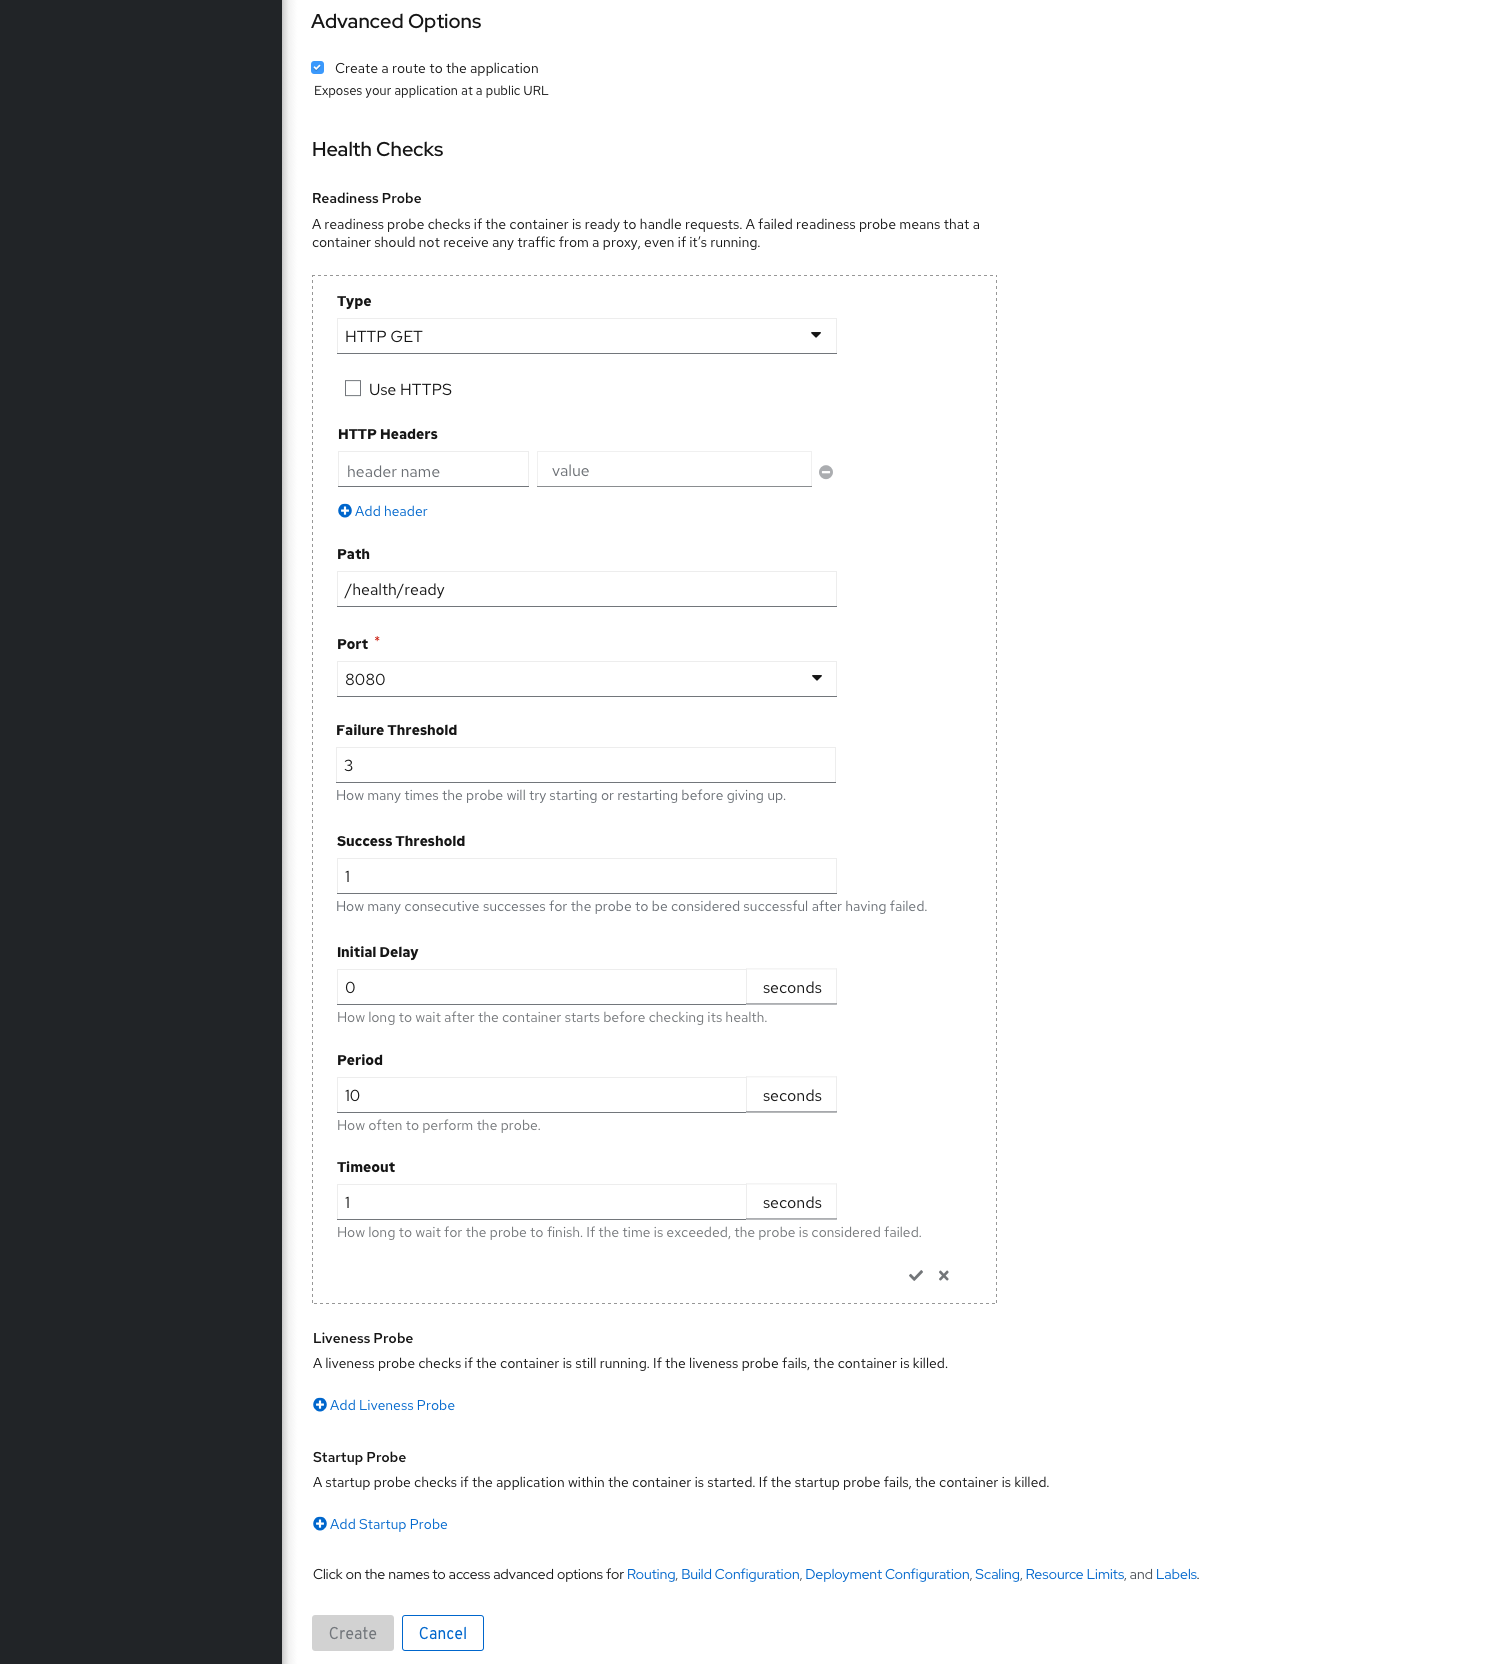 Advanced Options
Create a route to the application
Exposes your application at a public URL
Health Checks
Readiness Probe
A readiness probe checks if the container is ready to handle requests. A failed readiness probe means that a
container should not receive any traffic from a proxy, even if it's running.
Type
HTTP GET
Use HTTPS
HTTP Headers
header name value
Add header
Path
/health/ready
Port *
8080
Failure Threshold
3
How many times the probe will try starting or restarting before giving up.
Success Threshold
1
How many consecutive successes for the probe to be considered successful after having failed.
Initial Delay
0 seconds
How long to wait after the container starts before checking its health.
Period
10 seconds
How often to perform the probe.
Timeout
1 seconds
How long to wait for the probe to finish. If the time is exceeded, the probe is considered failed.
Liveness Probe
A liveness probe checks if the container is still running. If the liveness probe fails, the container is killed.
Add Liveness Probe
Startup Probe
A startup probe checks if the application within the container is started. If the startup probe fails, the container is killed.
Add Startup Probe
Click on the names to access advanced options for Routing, Build Configuration, Deployment Configuration, Scaling, Resource Limits, and Labels.
Create Cancel